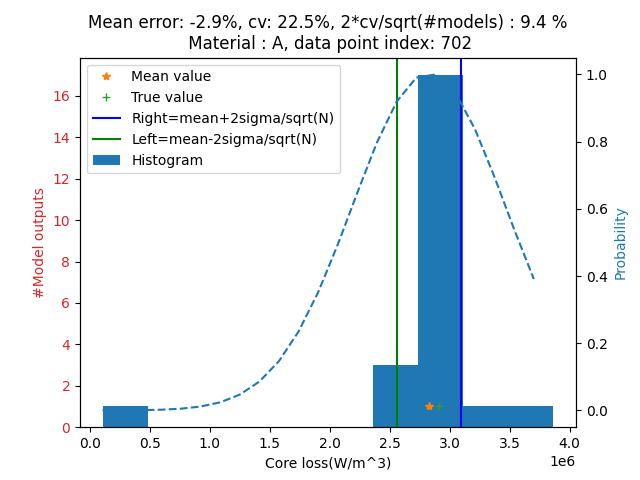 Mean error: -2.9%, cv: 22.5%, 2*cv/sqrt(#models) : 9.4 %
Material : A, data point index: 702
Mean value
True value
Right=mean+2sigma/sqrt(N)
Left=mean-2sigma/sqrt(N)
Histogram
#Model outputs
16
14
12
10
8
6
4
2
0
1.0
0.8
0.6
0.4
0.2
0.0
Probability
0.0 0.5 1.0 1.5 2.0 2.5 3.0 3.5 4.0
1e6
Core loss(W/m^3)